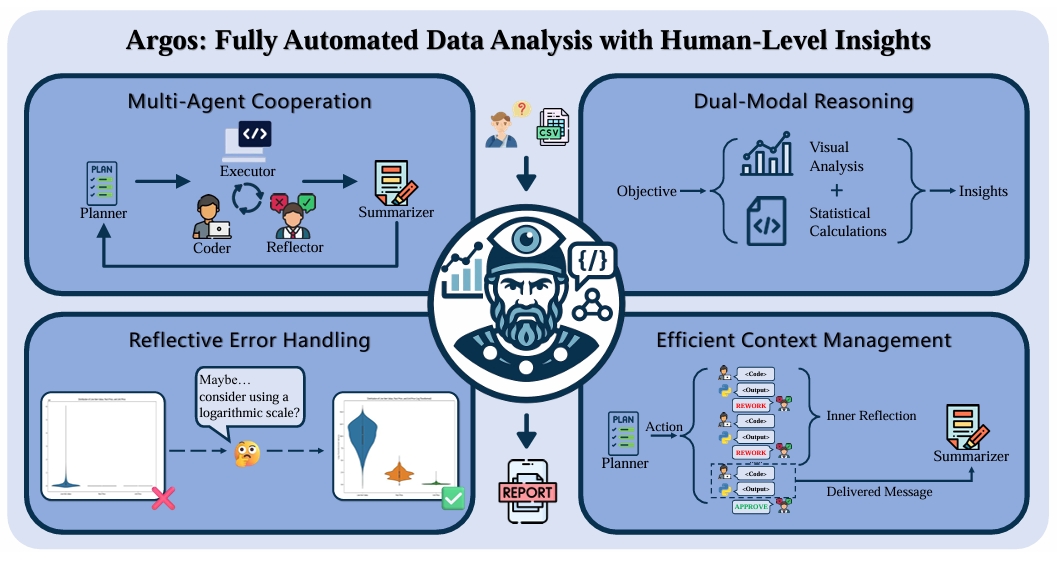 Argos: Fully Automated Data Analysis with Human-Level Insights
Multi-Agent Cooperation
</>
Executor
PLAN
Planner
Coder
Reflector
Summarizer
?
CSV
{/}
REPORT
Dual-Modal Reasoning
Objective
Visual
Analysis
+
Statistical
Calculations
</>
Insights
Reflective Error Handling
Maybe…
consider using a
logarithmic scale?
Efficient Context Management
PLAN
Planner
Action
<Code>
<Output>
REWORK
<Code>
<Output>
REWORK
<Code>
<Output>
APPROVE
Inner Reflection
Delivered Message
Summarizer